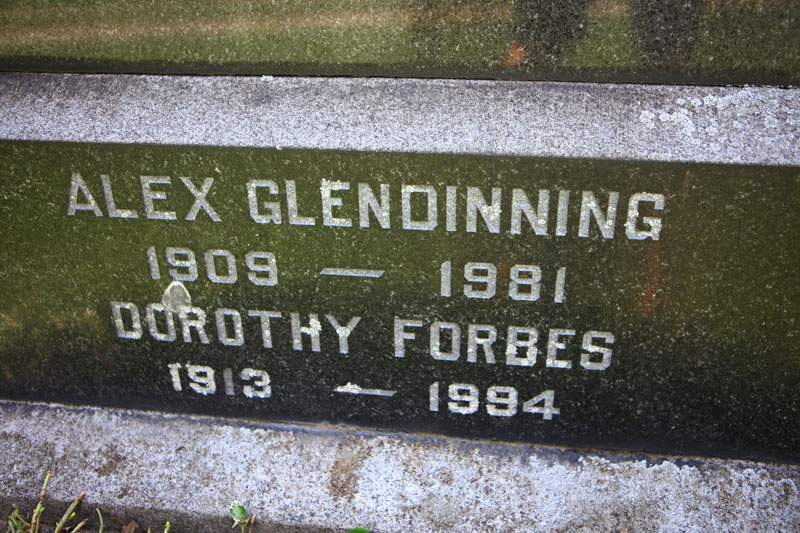 ALEX GLENDINNING
1909 — 1981
DOROTHY FORBES
1913 — 1994